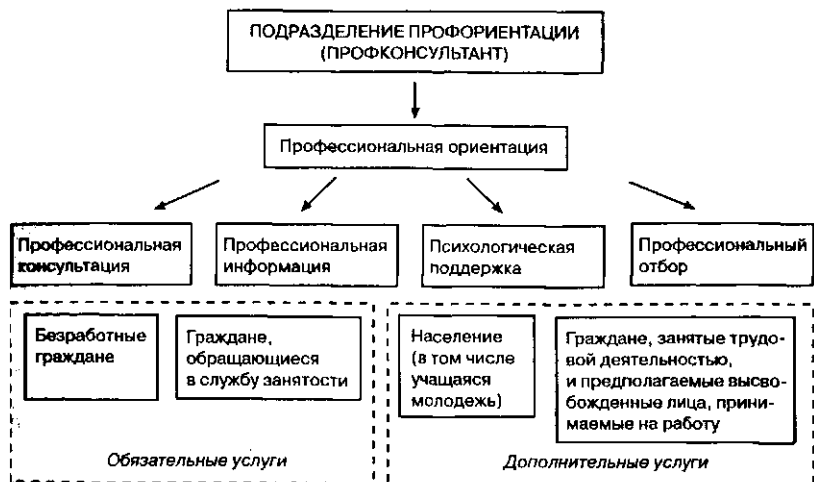 ПОДРАЗДЕЛЕНИЕ ПРОФОРИЕНТАЦИИ
(ПРОФКОНСУЛЬТАНТ)
Профессиональная ориентация
Профессиональная
консультация
Профессиональная
информация
Психологическая
поддержка
Профессиональный
отбор
Безработные
граждане
Граждане,
обращающиеся
в службу занятости
Население
(в том числе
учащаяся
молодежь)
Граждане, занятые трудо-
вой деятельностью,
и предполагаемые высво-
божденные лица, прини-
маемые на работу
Обязательные услуги
Дополнительные услуги